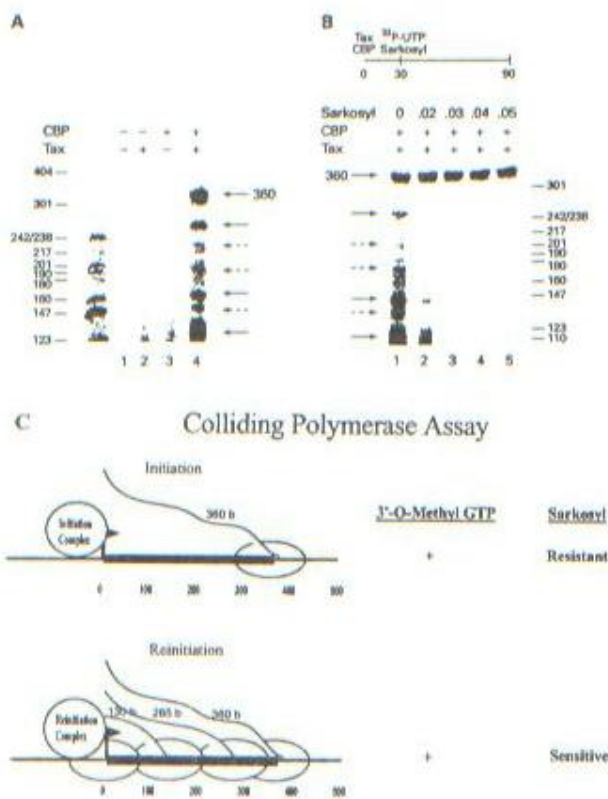 A
CBP - - + +
Tax - + - +
404
301
242/238
217
201
190
180
160
147
123
360
1 2 3 4
B
Tax CBP
32P-UTP Sarkosyl
0 30 90
Sarkosyl 0 .02 .03 .04 .05
CBP + + + + +
Tax + + + + +
360
301
242/238
217
201
190
180
160
147
123
110
1 2 3 4 5
C
Colliding Polymerase Assay
Initiation
360 b
Initiation
Complex
3'-O-Methyl GTP
Sarkosyl
+
Resistant
0 100 200 300 400 500
Reinitiation
130 b 265 b 360 b
Reinitiation
Complex
+
Sensitive
0 100 200 300 400 500